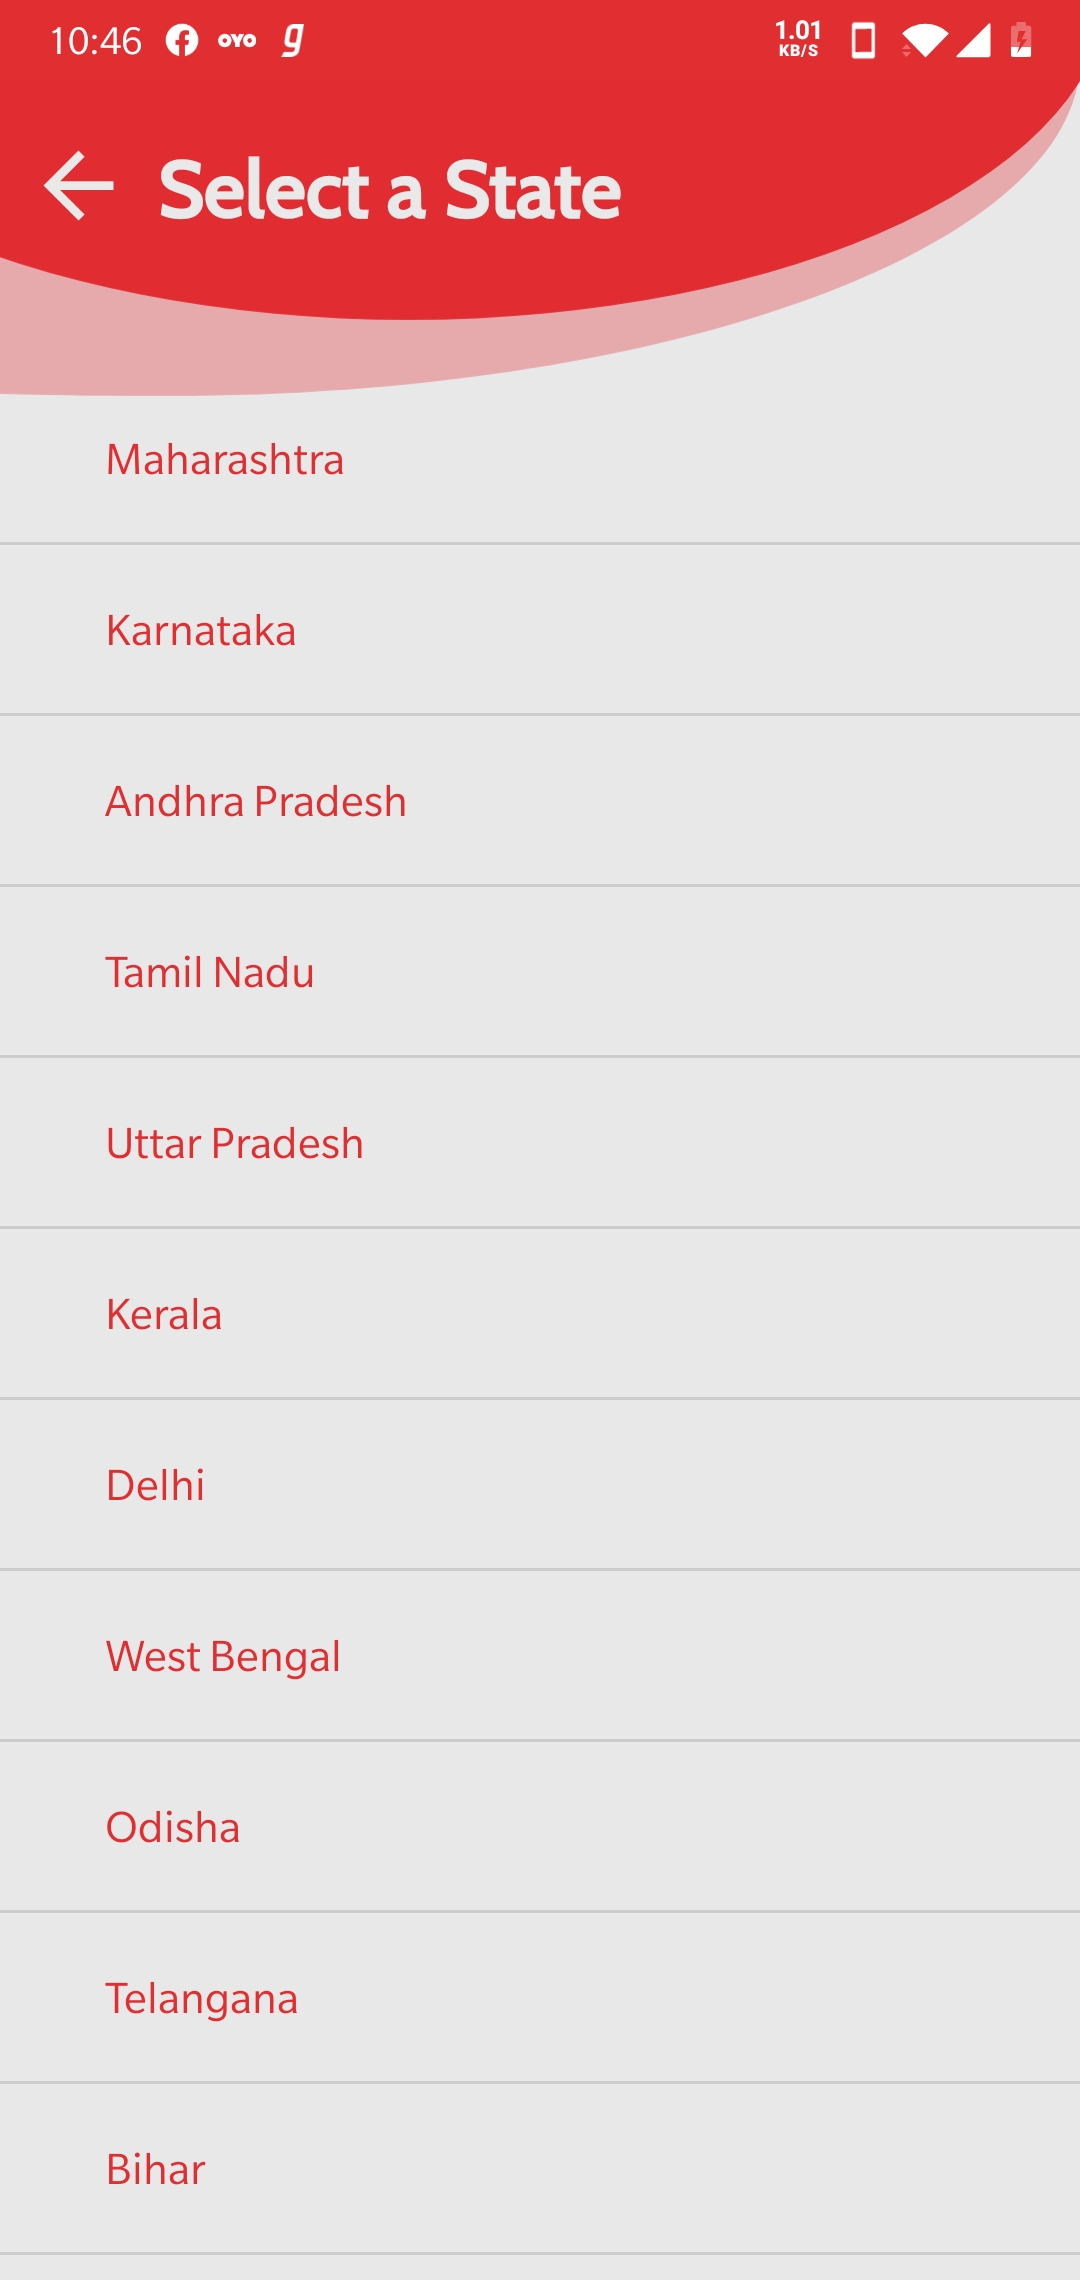 10:46 OYO g 1.01
KB/S
Select a State
Maharashtra
Karnataka
Andhra Pradesh
Tamil Nadu
Uttar Pradesh
Kerala
Delhi
West Bengal
Odisha
Telangana
Bihar